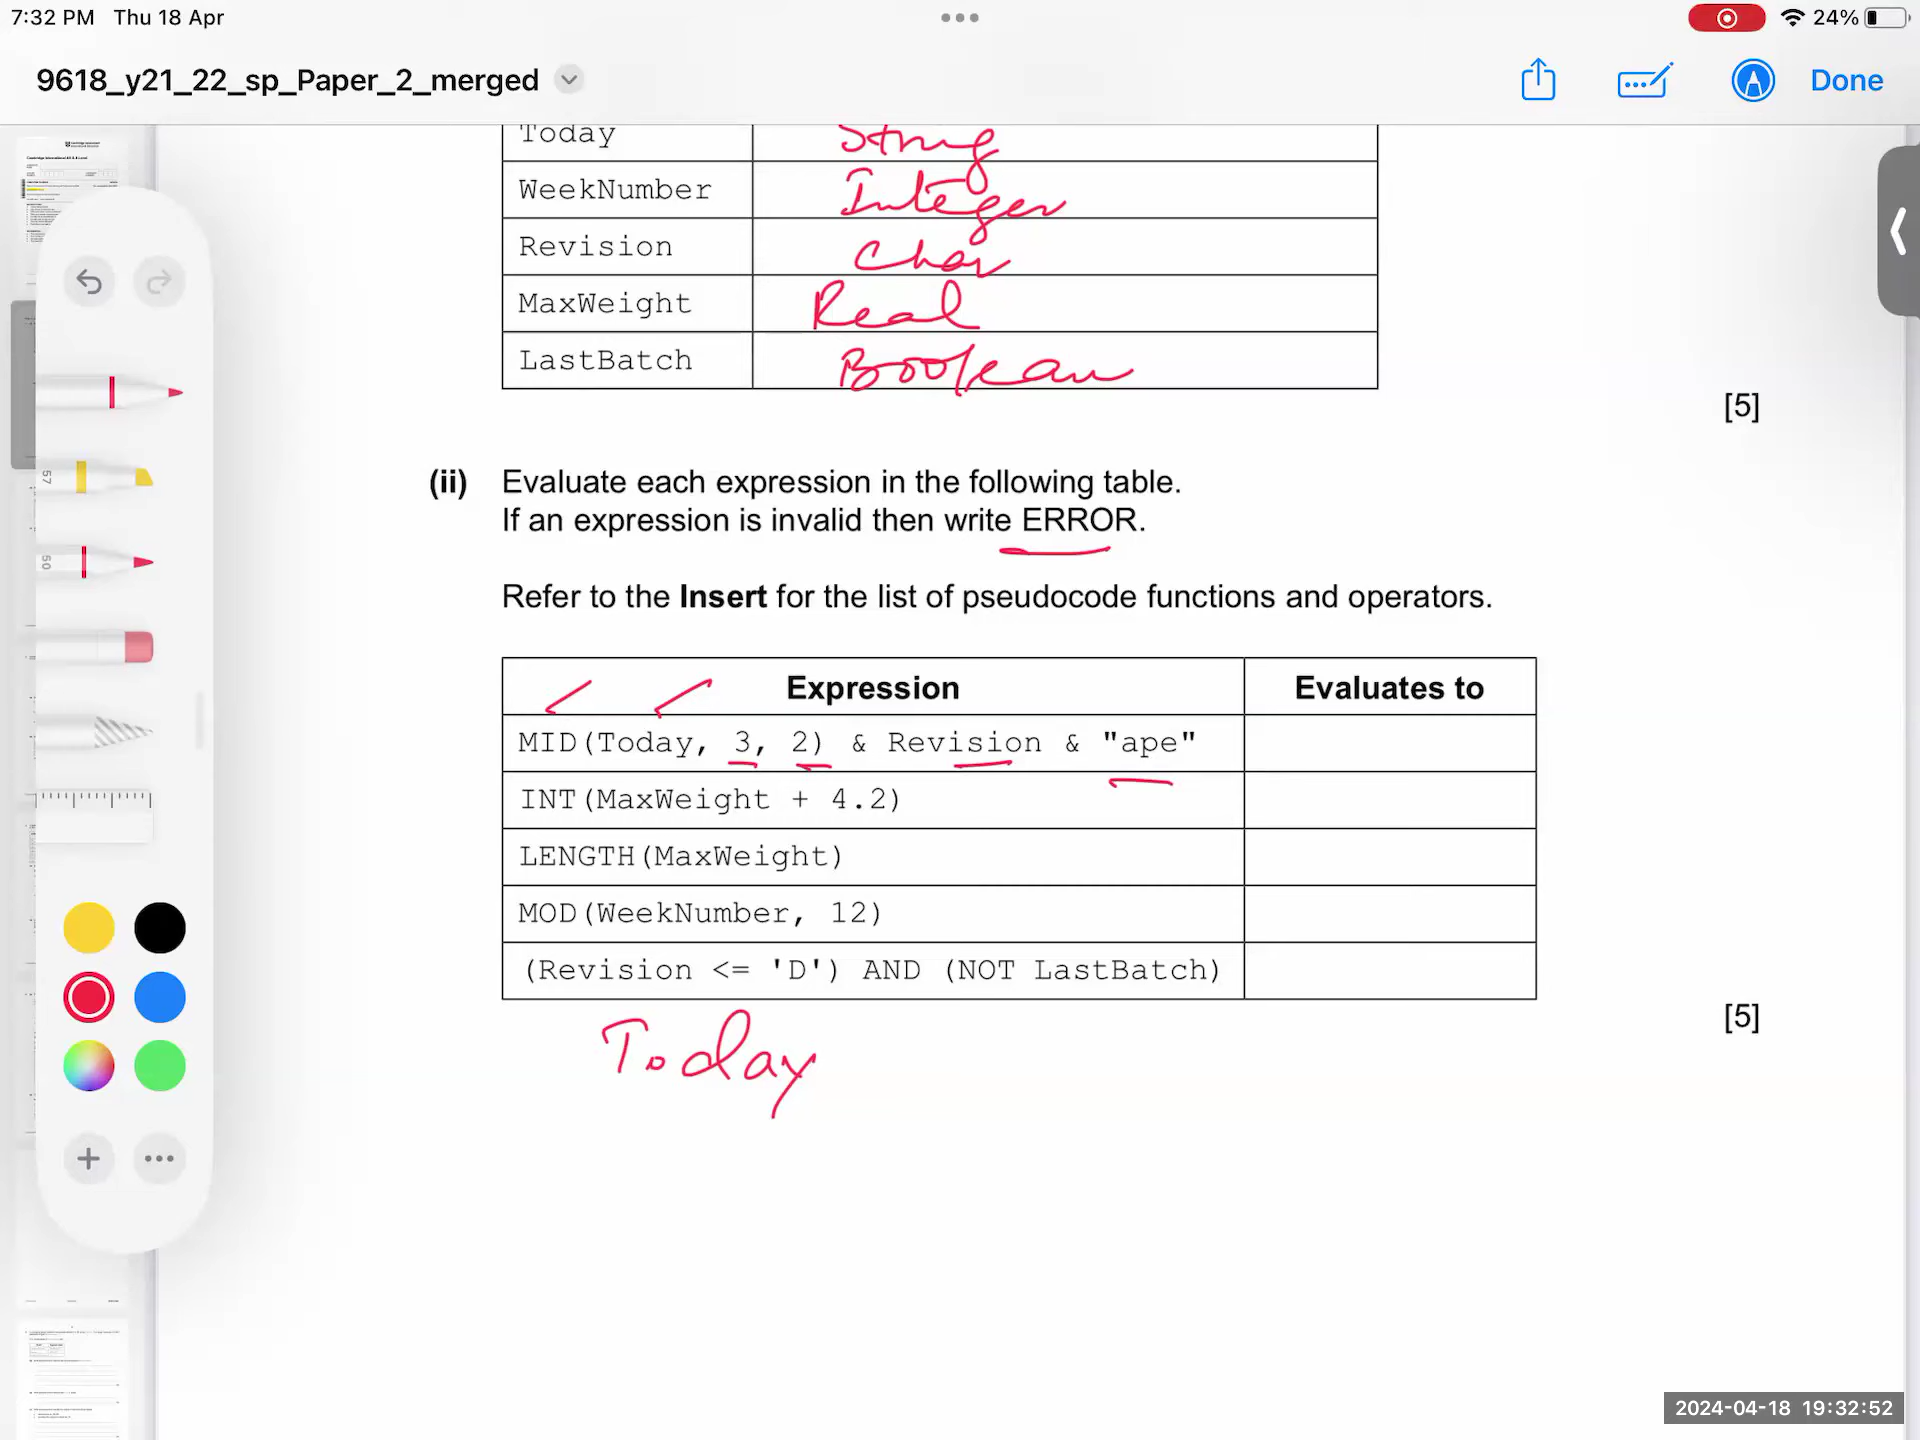 7:32 PM Thu 18 Apr
24%
9618_y21_22_sp_Paper_2_merged
Done
Today String
WeekNumber Integer
Revision Char
MaxWeight Real
LastBatch Boolean
[5]
(ii) Evaluate each expression in the following table.
If an expression is invalid then write ERROR.
Refer to the Insert for the list of pseudocode functions and operators.
Expression Evaluates to
MID(Today, 3, 2) & Revision & "ape"
INT(MaxWeight + 4.2)
LENGTH(MaxWeight)
MOD(WeekNumber, 12)
(Revision <= 'D') AND (NOT LastBatch)
[5]
Today
57
50
2024-04-18 19:32:52